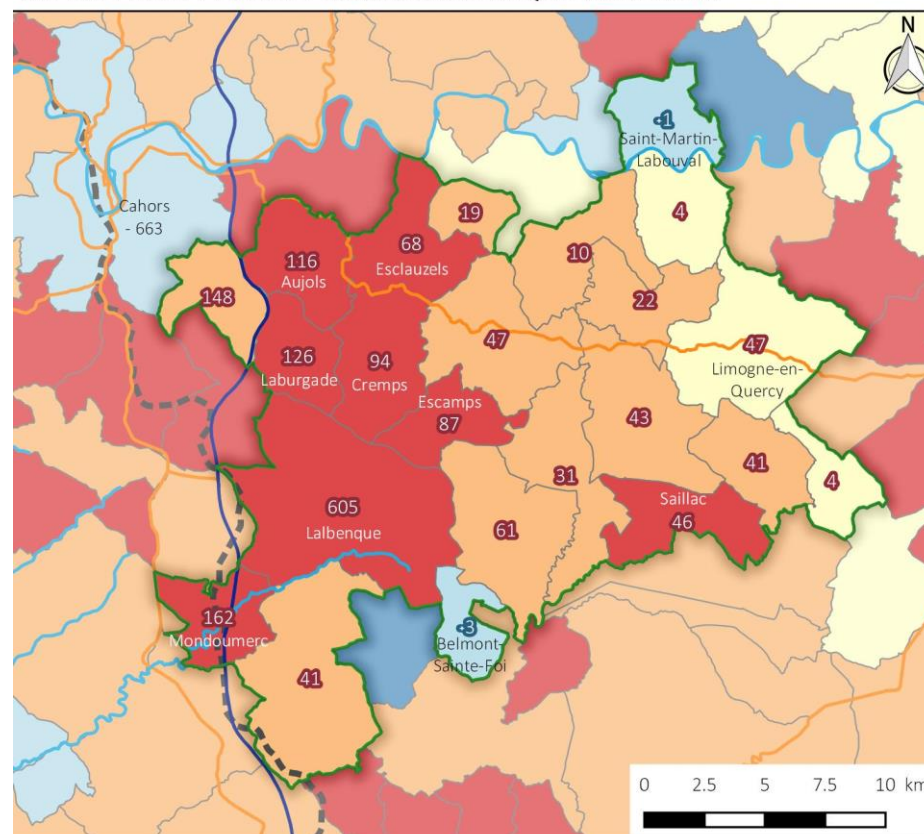 N
-1
Saint-Martin-
Labouval
Cahors
- 663
19
4
68
Esclauzels
10
116
Aujols
148
22
47
47
Limogne-en-
Quercy
126
Laburgade
94
Cremps
Escamps
87
43
41
31
4
Saillac
46
605
Lalbenque
61
162
Mondoumerc
-3
Belmont-
Sainte-Foi
41
0 2.5 5 7.5 10 km